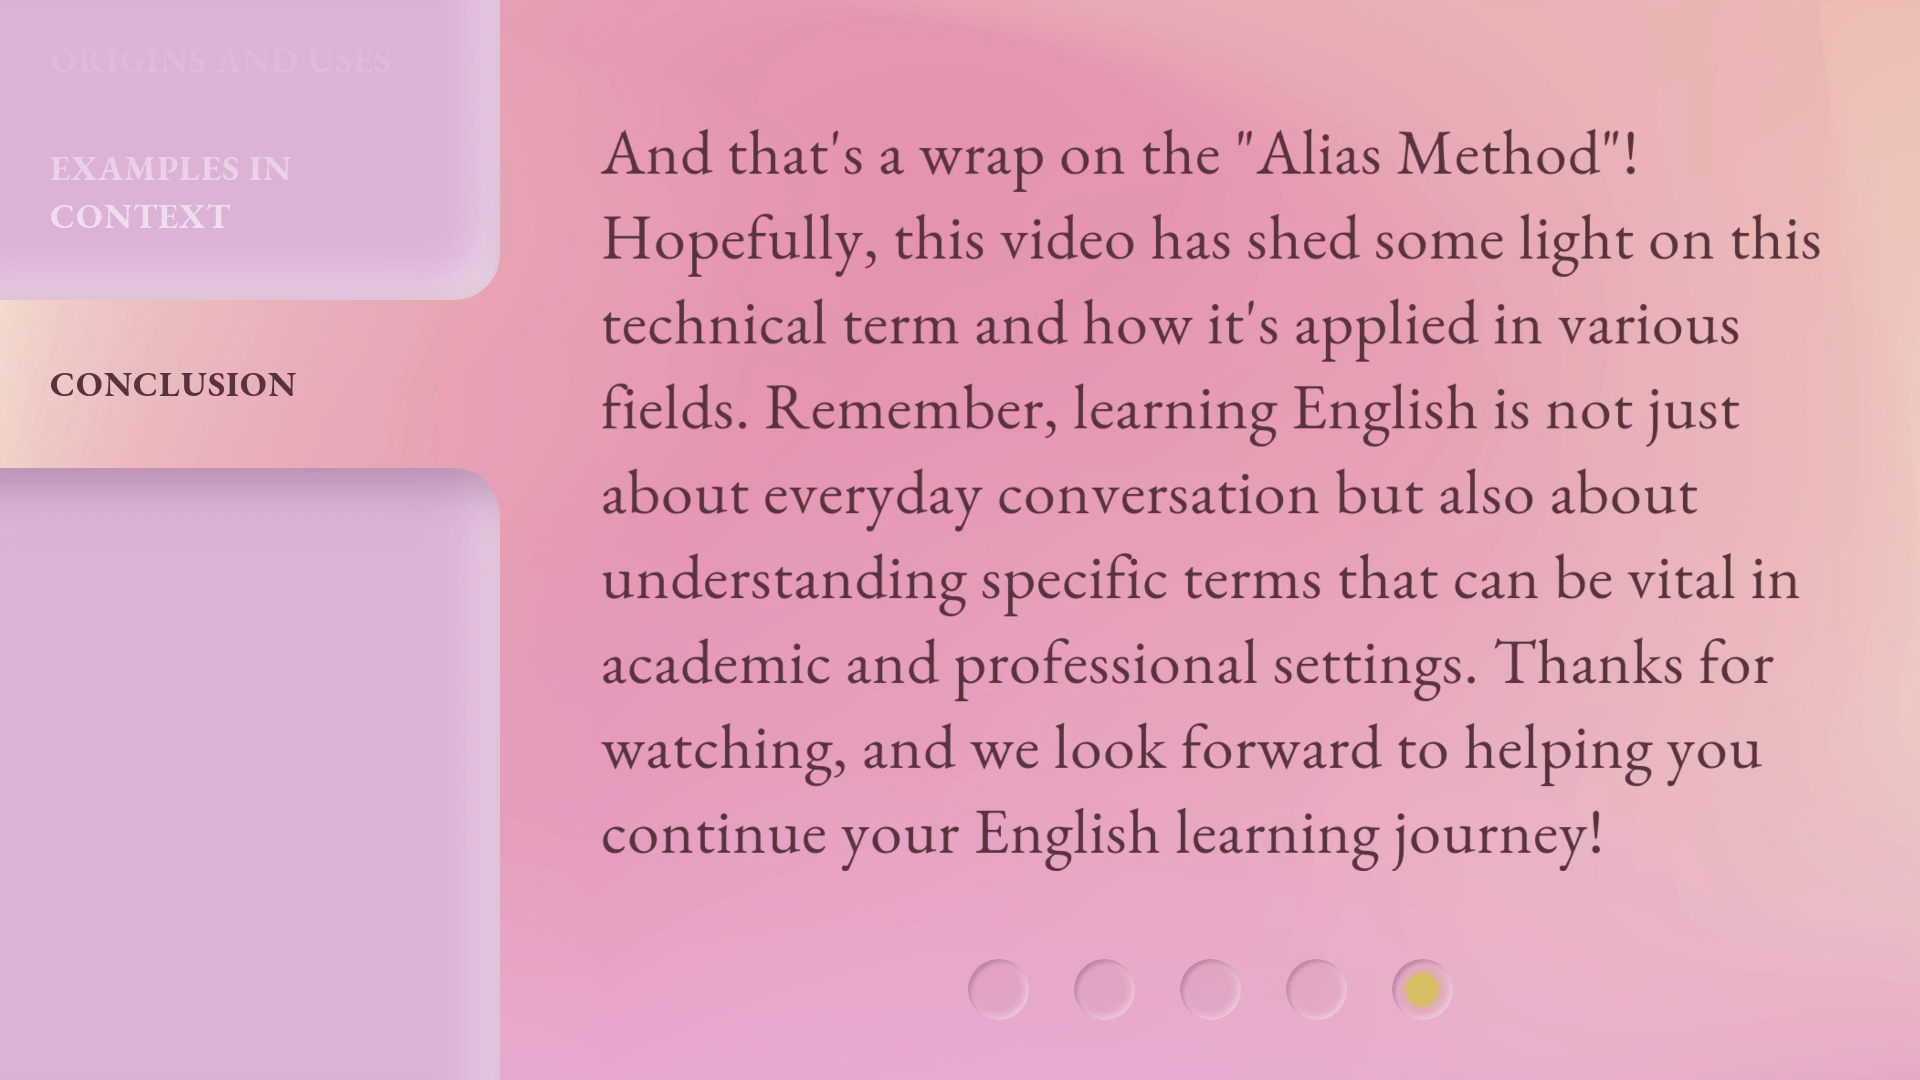 ORIGINS AND USES
EXAMPLES IN
CONTEXT
CONCLUSION
And that's a wrap on the "Alias Method"!
Hopefully, this video has shed some light on this
technical term and how it's applied in various
fields. Remember, learning English is not just
about everyday conversation but also about
understanding specific terms that can be vital in
academic and professional settings. Thanks for
watching, and we look forward to helping you
continue your English learning journey!